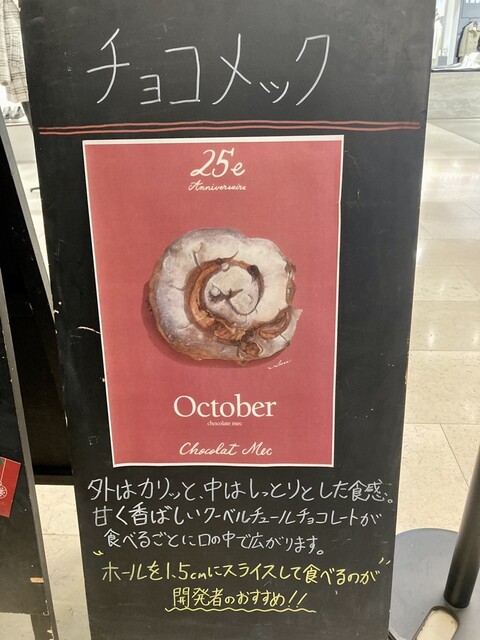 チョコメック
25e
Anniversaire
October
chocolate mec
Chocolat Mec
外はカリッと、中はしっとりとした食感。
甘く香ばしいクーベルチュールチョコレートが
食べるごとに口の中で広がります。
"ホールを1.5cmにスライスして食べるのが"
開発者のおすすめ!!